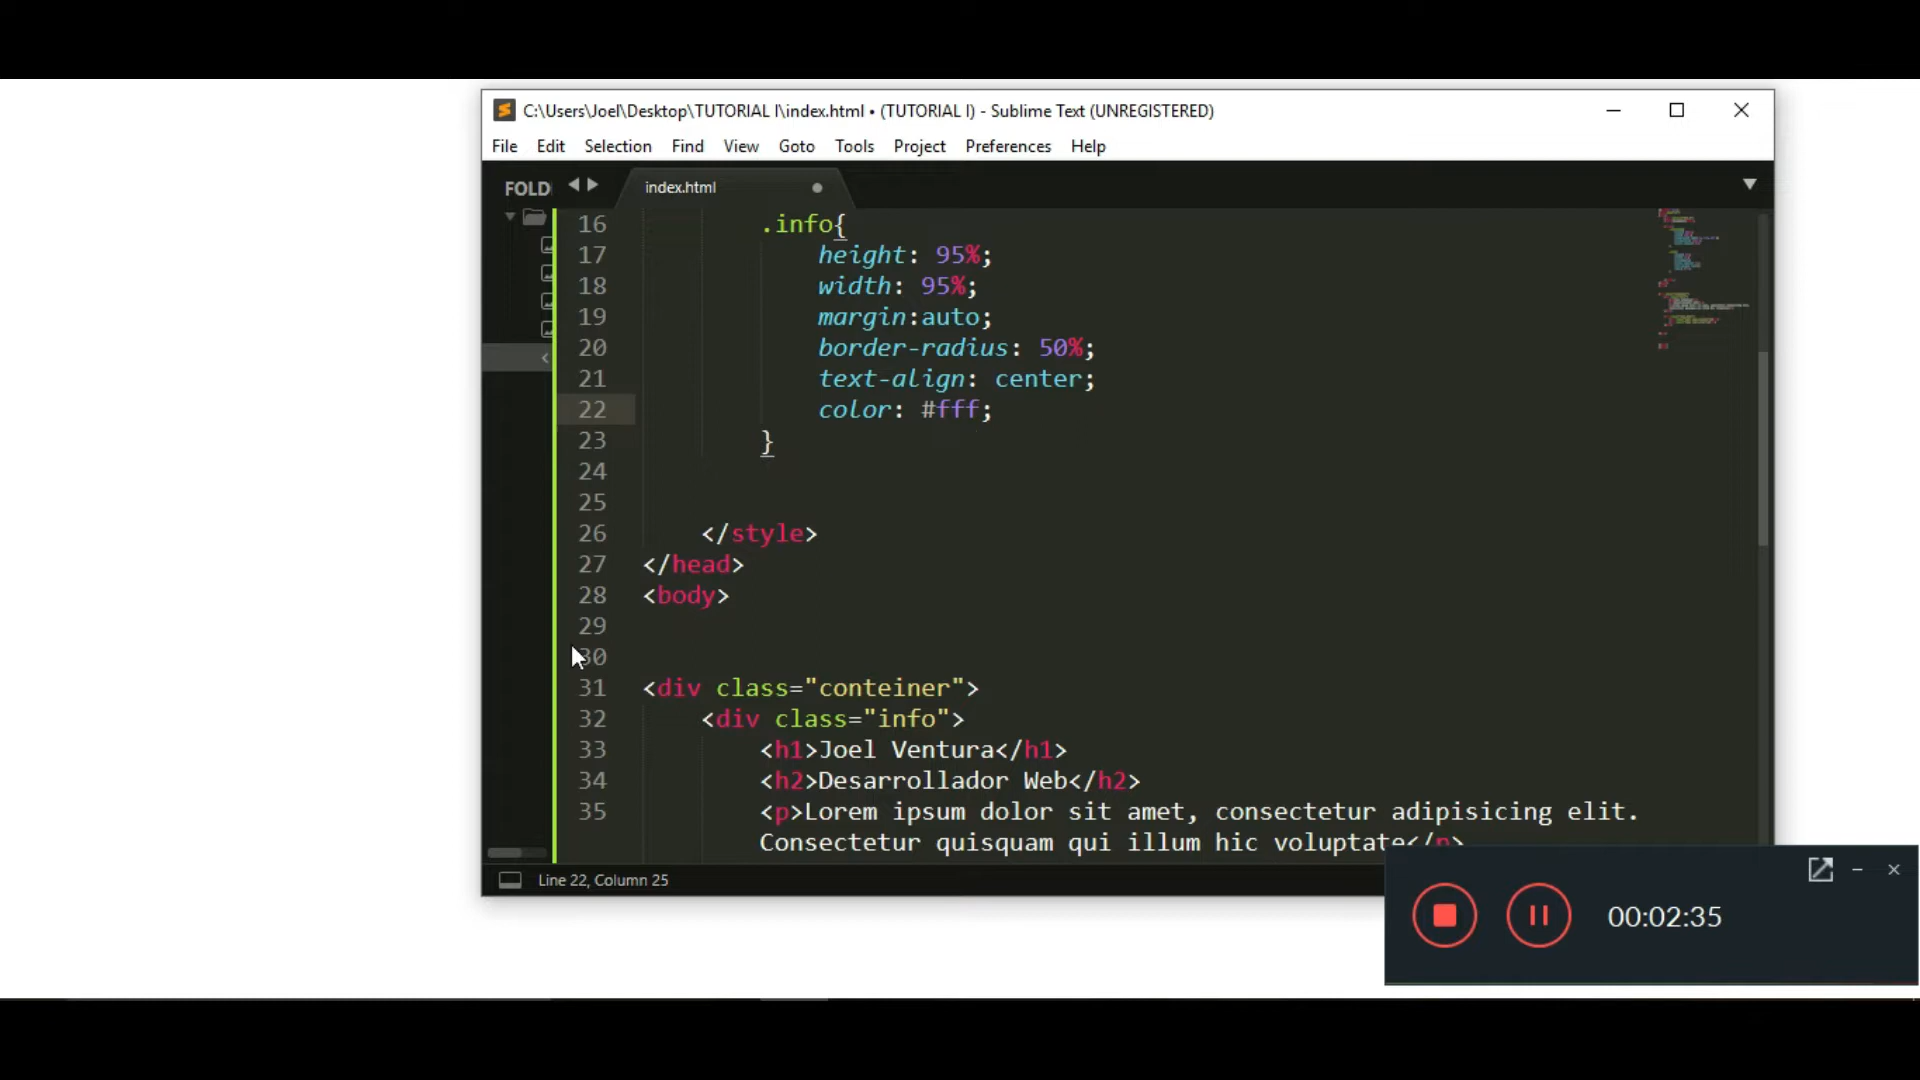 C:\Users\Joel\Desktop\TUTORIAL I\index.html • (TUTORIAL I) - Sublime Text (UNREGISTERED)
File Edit Selection Find View Goto Tools Project Preferences Help
FOLD index.html
16 .info{
17 height: 95%;
18 width: 95%;
19 margin:auto;
20 border-radius: 50%;
21 text-align: center;
22 color: #fff;
23 }
24
25
26 </style>
27 </head>
28 <body>
29
30
31 <div class="conteiner">
32 <div class="info">
33 <h1>Joel Ventura</h1>
34 <h2>Desarrollador Web</h2>
35 <p>Lorem ipsum dolor sit amet, consectetur adipisicing elit.
Consectetur quisquam qui illum hic voluptate</p>
Line 22, Column 25
00:02:35